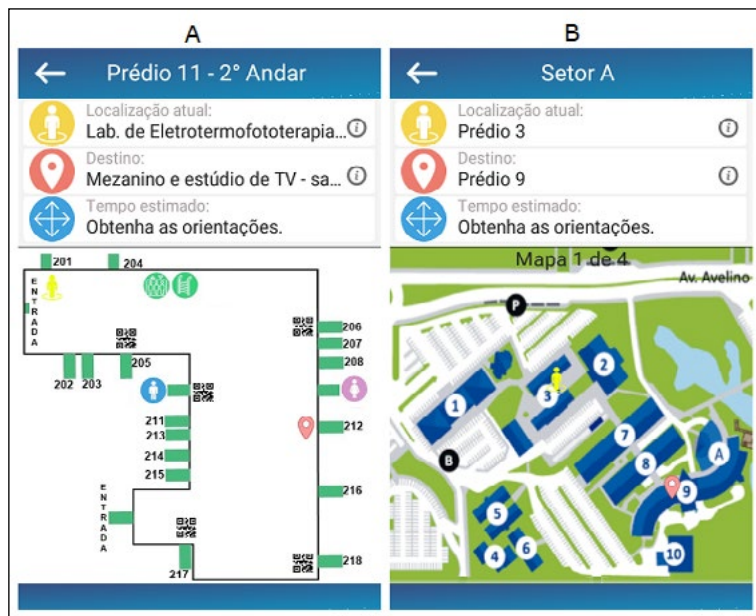 A
Prédio 11 - 2° Andar
Localização atual:
Lab. de Eletrotermofototerapia...
Destino:
Mezanino e estúdio de TV - sa...
Tempo estimado:
Obtenha as orientações.
201
204
ENTRADA
206
207
205
208
202
203
211
212
213
214
215
216
ENTRADA
217
218
B
Setor A
Localização atual:
Prédio 3
Destino:
Prédio 9
Tempo estimado:
Obtenha as orientações.
Mapa 1 de 4
Av. Avelino
P
2
3
1
7
A
8
B
9
5
6
4
10